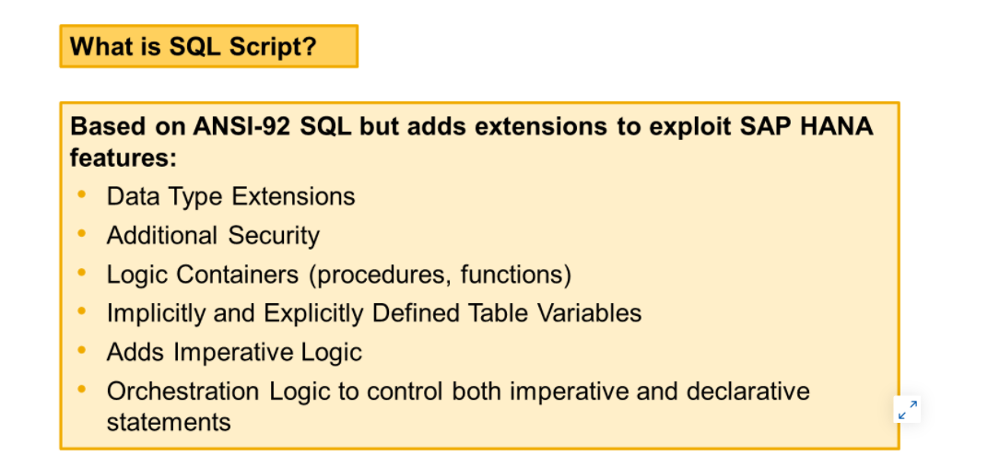 What is SQL Script?
Based on ANSI-92 SQL but adds extensions to exploit SAP HANA
features:
• Data Type Extensions
• Additional Security
• Logic Containers (procedures, functions)
• Implicitly and Explicitly Defined Table Variables
• Adds Imperative Logic
• Orchestration Logic to control both imperative and declarative
statements